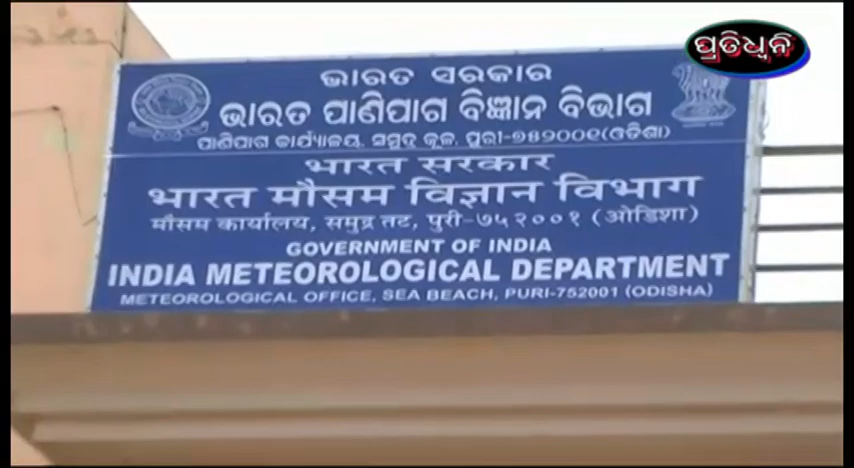 ପ୍ରତିଧ୍ୱନି
ଭାରତ ସରକାର
ଭାରତ ପାଣିପାଗ ବିଜ୍ଞାନ ବିଭାଗ
ପାଣିପାଗ କାର୍ଯ୍ୟାଳୟ, ସମୁଦ୍ର କୂଳ, ପୁରୀ-୭୫୨୦୦୧(ଓଡିଶା)
भारत सरकार
भारत मौसम विज्ञान विभाग
मौसम कार्यालय, समुद्र तट, पुरी-७५२००१ (ओडिशा)
GOVERNMENT OF INDIA
INDIA METEOROLOGICAL DEPARTMENT
METEOROLOGICAL OFFICE, SEA BEACH, PURI-752001 (ODISHA)